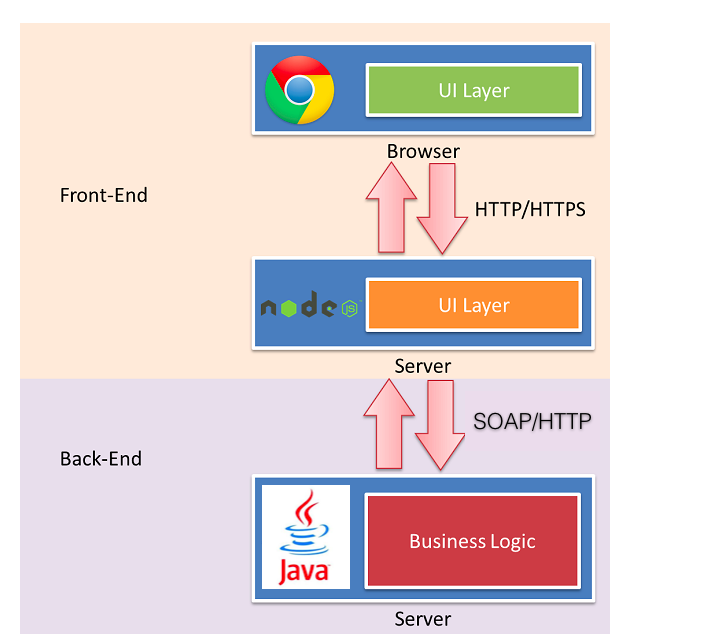 UI Layer
Browser
Front-End
HTTP/HTTPS
node
JS
UI Layer
Server
SOAP/HTTP
Back-End
Java
Business Logic
Server